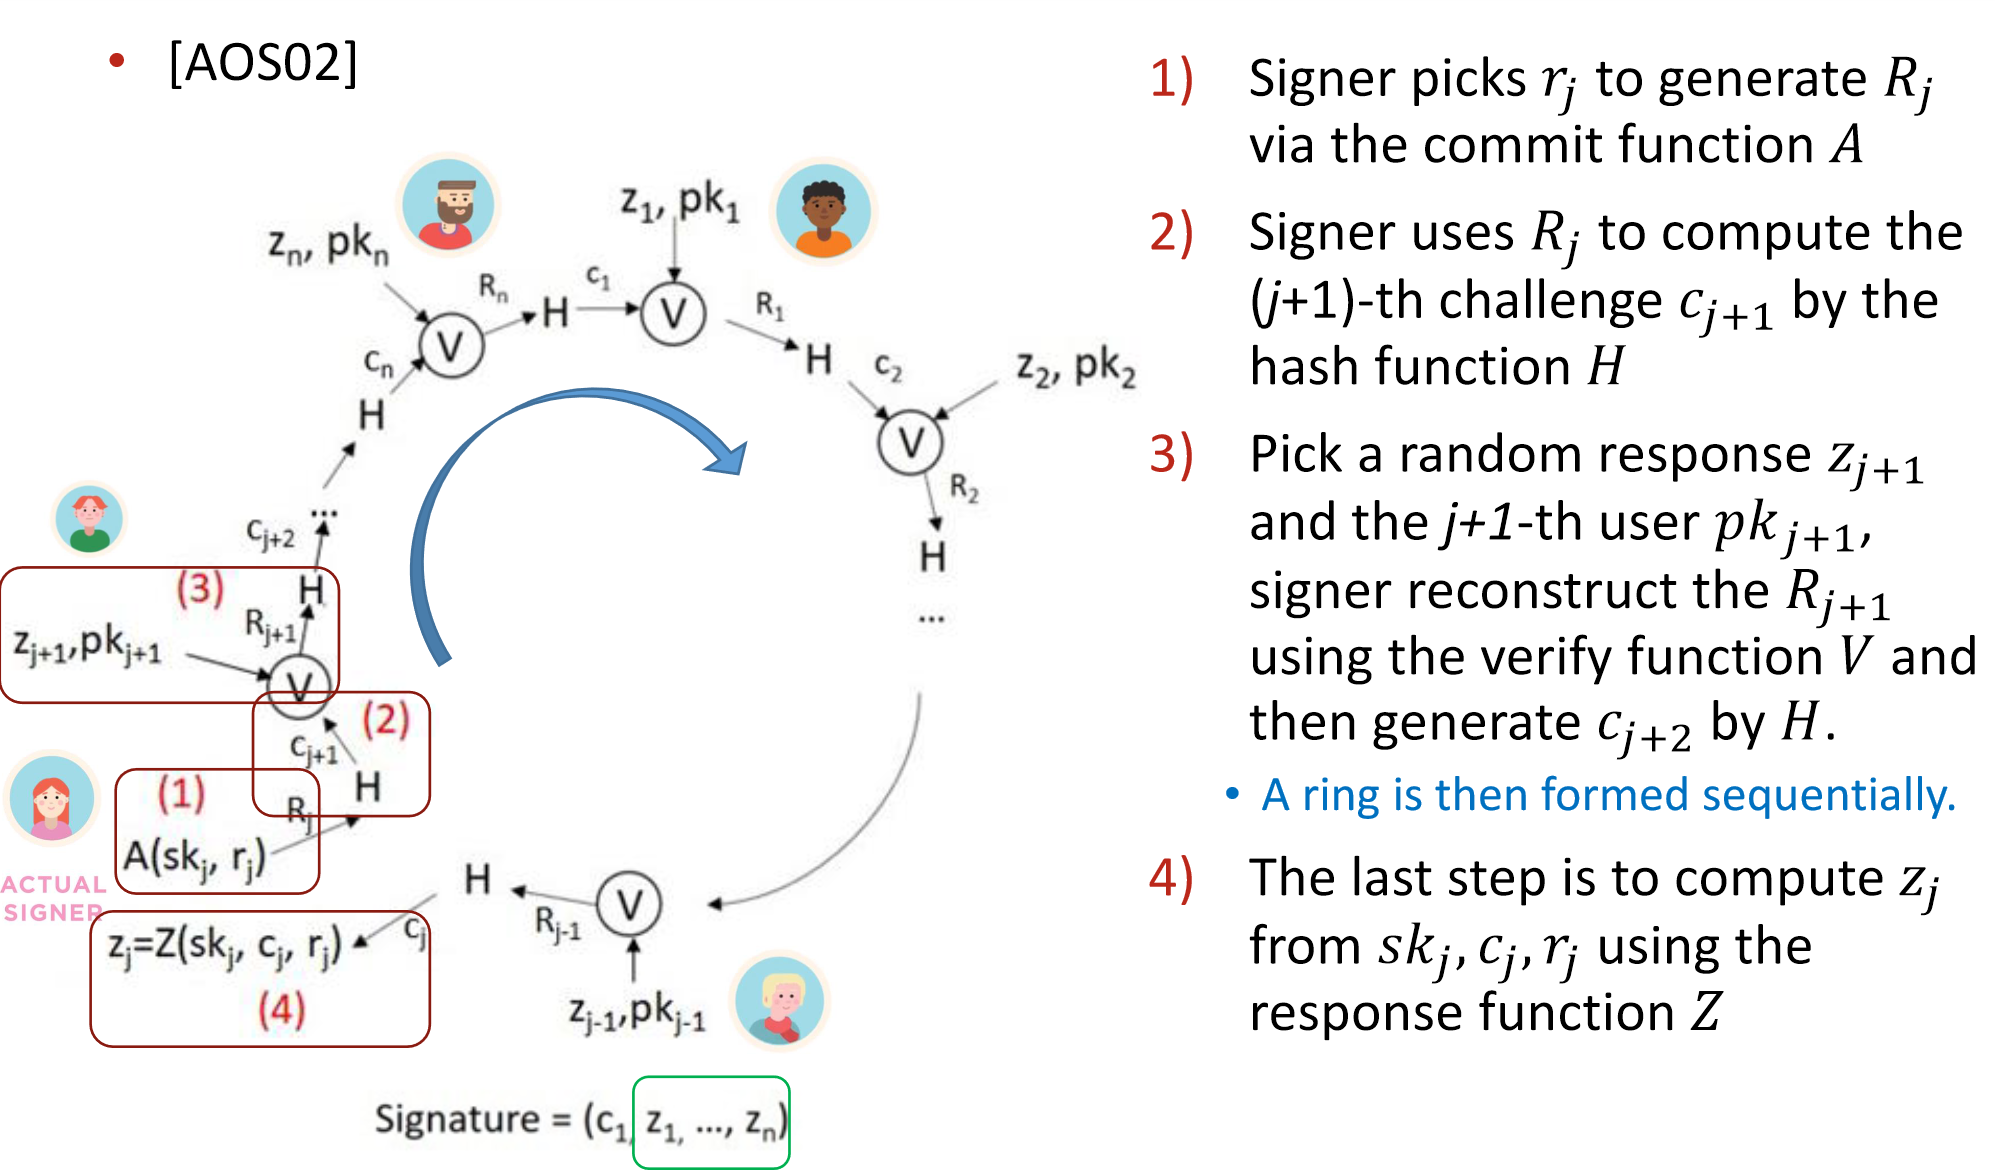 • [AOS02]
z₁, pk₁
zₙ, pkₙ
Rₙ
c₁
H
V
R₁
cₙ
V
H
c₂
z₂, pk₂
H
V
R₂
...
cⱼ₊₂
H
(3)
H
Rⱼ₊₁
zⱼ₊₁,pkⱼ₊₁
...
V
(2)
cⱼ₊₁
(1)
H
Rⱼ
A(skⱼ, rⱼ)
ACTUAL
SIGNER
H
V
Rⱼ₋₁
cⱼ
zⱼ=Z(skⱼ, cⱼ, rⱼ)
(4)
zⱼ₋₁,pkⱼ₋₁
Signature = (c₁, z₁, ..., zₙ)
1) Signer picks rⱼ to generate Rⱼ
via the commit function A
2) Signer uses Rⱼ to compute the
(j+1)-th challenge cⱼ₊₁ by the
hash function H
3) Pick a random response zⱼ₊₁
and the j+1-th user pkⱼ₊₁,
signer reconstruct the Rⱼ₊₁
using the verify function V and
then generate cⱼ₊₂ by H.
• A ring is then formed sequentially.
4) The last step is to compute zⱼ
from skⱼ, cⱼ, rⱼ using the
response function Z